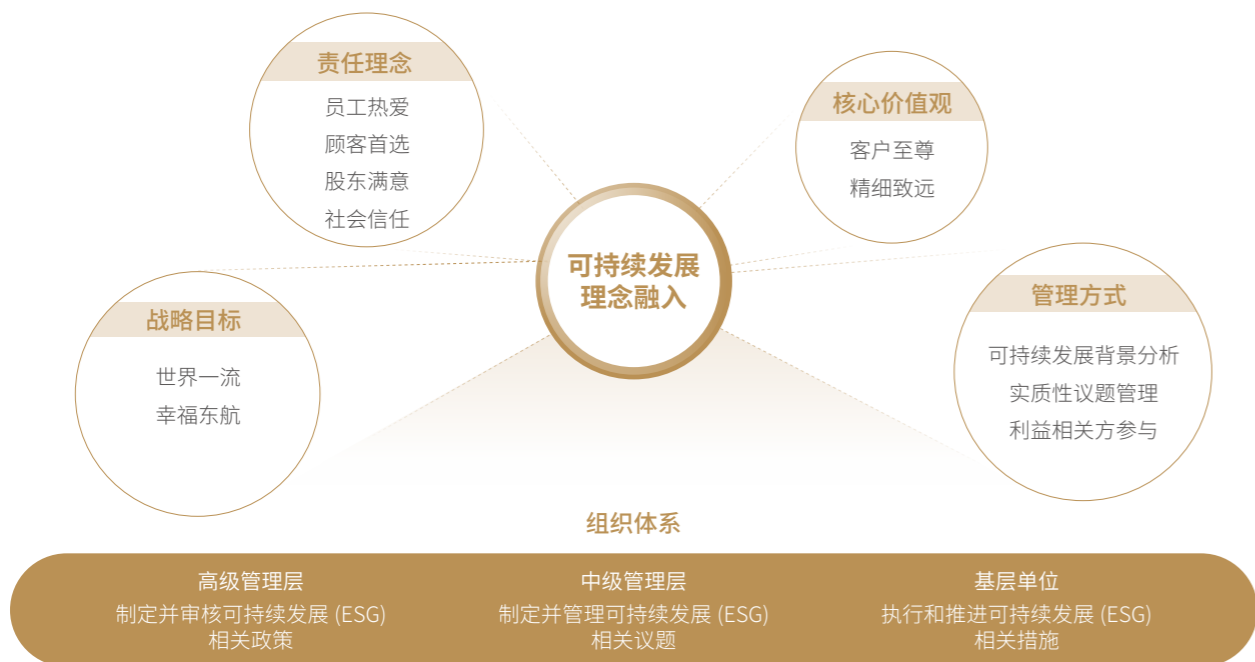 责任理念
员工热爱
顾客首选
股东满意
社会信任
核心价值观
客户至尊
精细致远
可持续发展
理念融入
战略目标
世界一流
幸福东航
管理方式
可持续发展背景分析
实质性议题管理
利益相关方参与
组织体系
高级管理层
制定并审核可持续发展 (ESG)
相关政策
中级管理层
制定并管理可持续发展 (ESG)
相关议题
基层单位
执行和推进可持续发展 (ESG)
相关措施